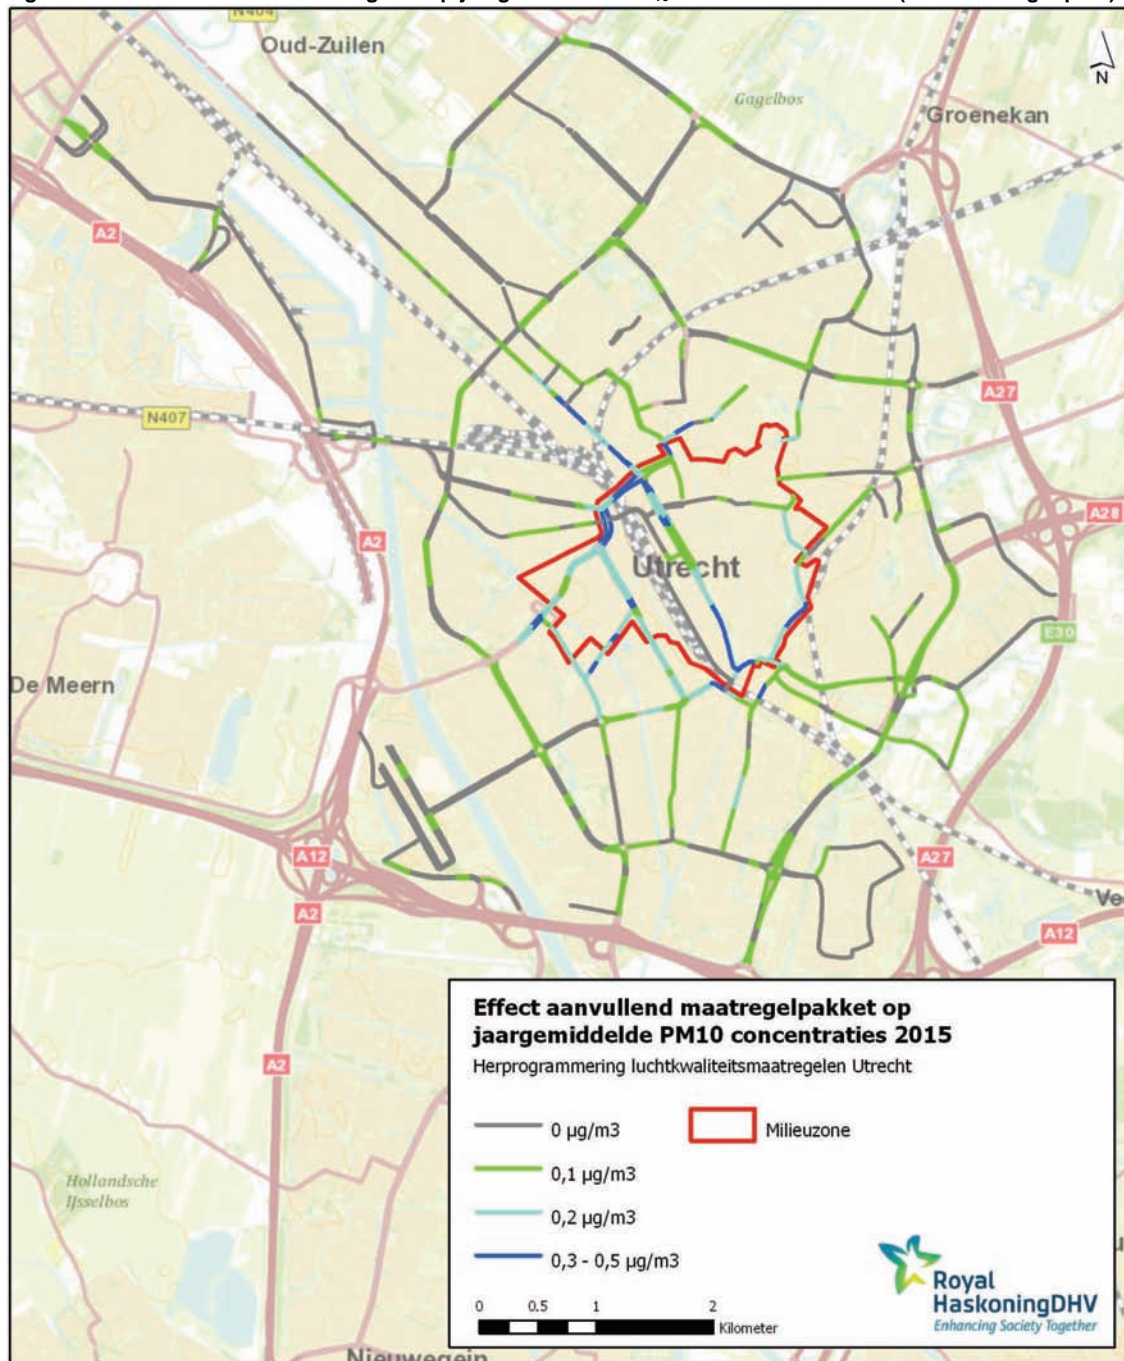 N404
Oud-Zuilen
N
Gagelbos
Groenekan
A2
A27
N407
A28
A2
Utrecht
E30
De Meern
A12
A27
A2
Ve
A12
A2
Effect aanvullend maatregelpakket op
jaargemiddelde PM10 concentraties 2015
Herprogrammering luchtkwaliteitsmaatregelen Utrecht
0 µg/m3
Milieuzone
0,1 µg/m3
0,2 µg/m3
0,3 - 0,5 µg/m3
0 0.5 1 2
Kilometer
Royal
HaskoningDHV
Enhancing Society Together
Hollandsche
IJsselbos
Nieuwegein